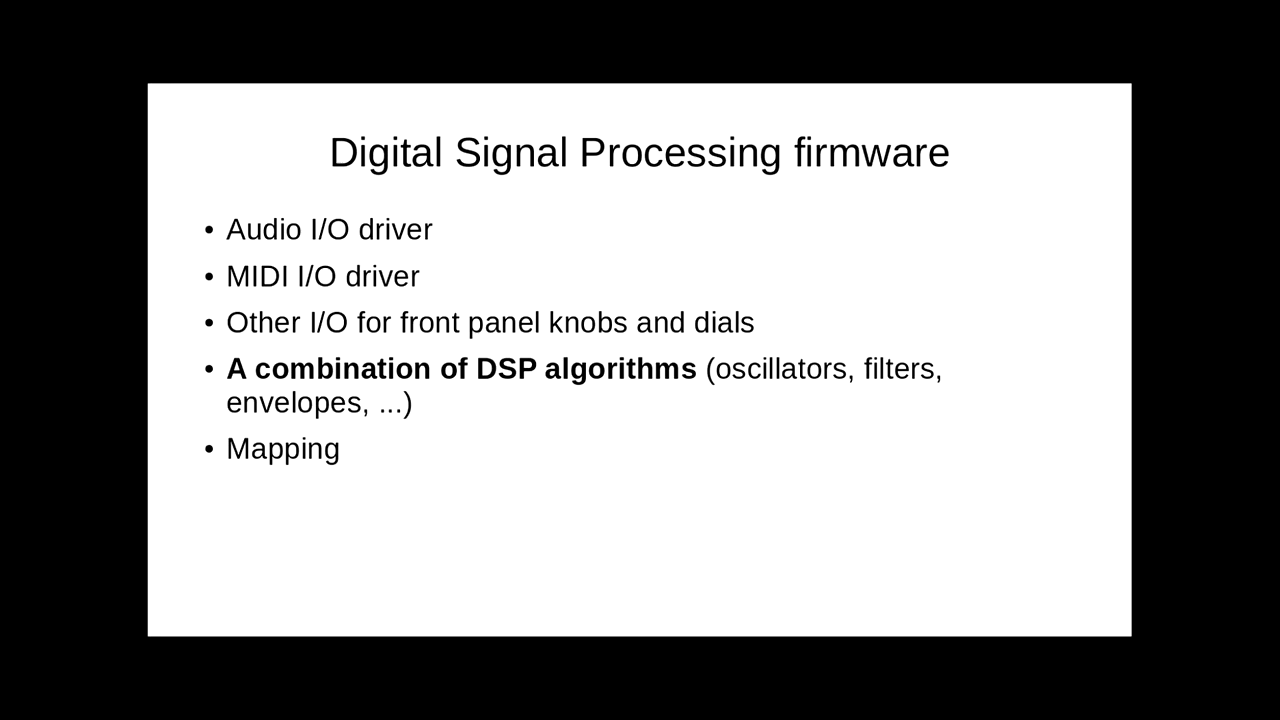 Digital Signal Processing firmware
• Audio I/O driver
• MIDI I/O driver
• Other I/O for front panel knobs and dials
• A combination of DSP algorithms (oscillators, filters,
envelopes, ...)
• Mapping